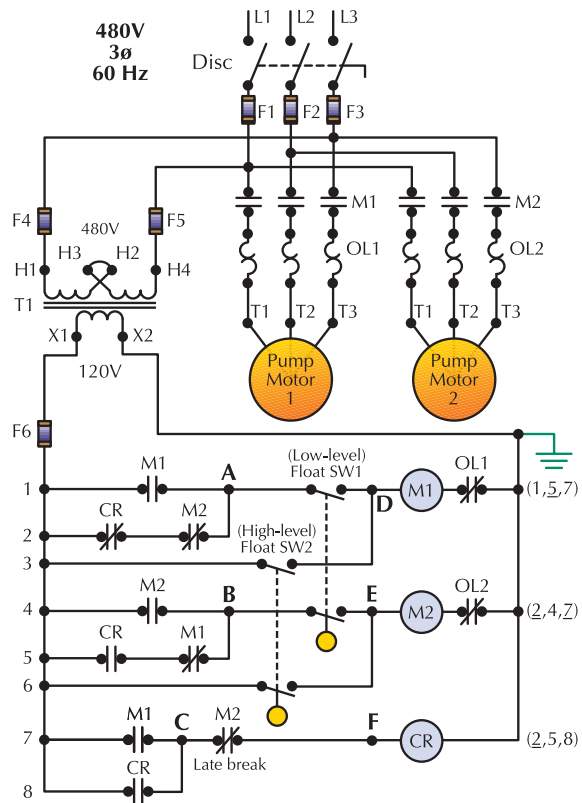 480V
3ø
60 Hz
L1 L2 L3
Disc
F1 F2 F3
F4 480V F5
H3 H2
H1 H4
T1
X1 X2
120V
M1 M2
OL1 OL2
T1 T2 T3 T1 T2 T3
Pump
Motor
1
Pump
Motor
2
F6
(Low-level)
Float SW1
1 M1 A D M1 OL1 (1,5,7)
2 CR M2
(High-level)
Float SW2
3
4 M2 B E M2 OL2 (2,4,7)
5 CR M1
6
7 M1 C M2 F CR (2,5,8)
Late break
8 CR